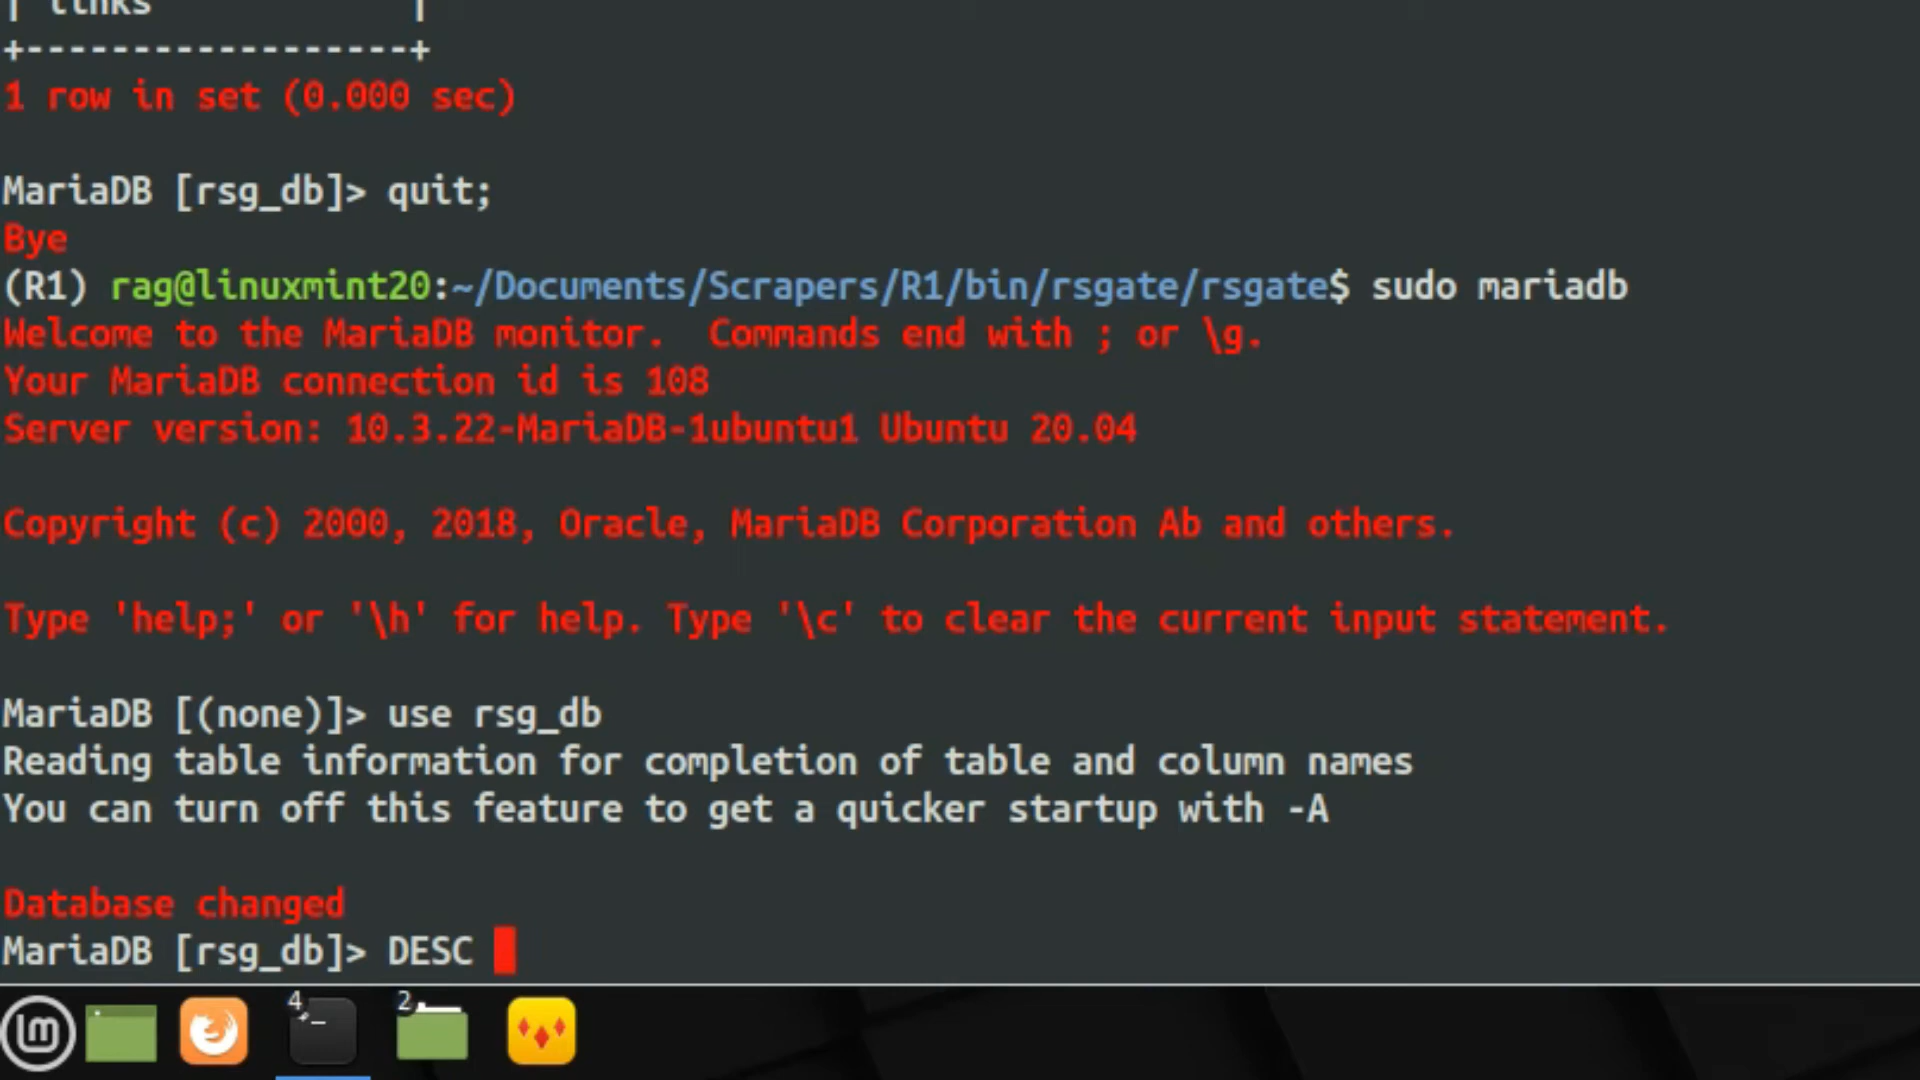 | links |
+------------------+
1 row in set (0.000 sec)
MariaDB [rsg_db]> quit;
Bye
(R1) rag@linuxmint20:~/Documents/Scrapers/R1/bin/rsgate/rsgate$ sudo mariadb
Welcome to the MariaDB monitor.  Commands end with ; or \g.
Your MariaDB connection id is 108
Server version: 10.3.22-MariaDB-1ubuntu1 Ubuntu 20.04
Copyright (c) 2000, 2018, Oracle, MariaDB Corporation Ab and others.
Type 'help;' or '\h' for help. Type '\c' to clear the current input statement.
MariaDB [(none)]> use rsg_db
Reading table information for completion of table and column names
You can turn off this feature to get a quicker startup with -A
Database changed
MariaDB [rsg_db]> DESC
4 2